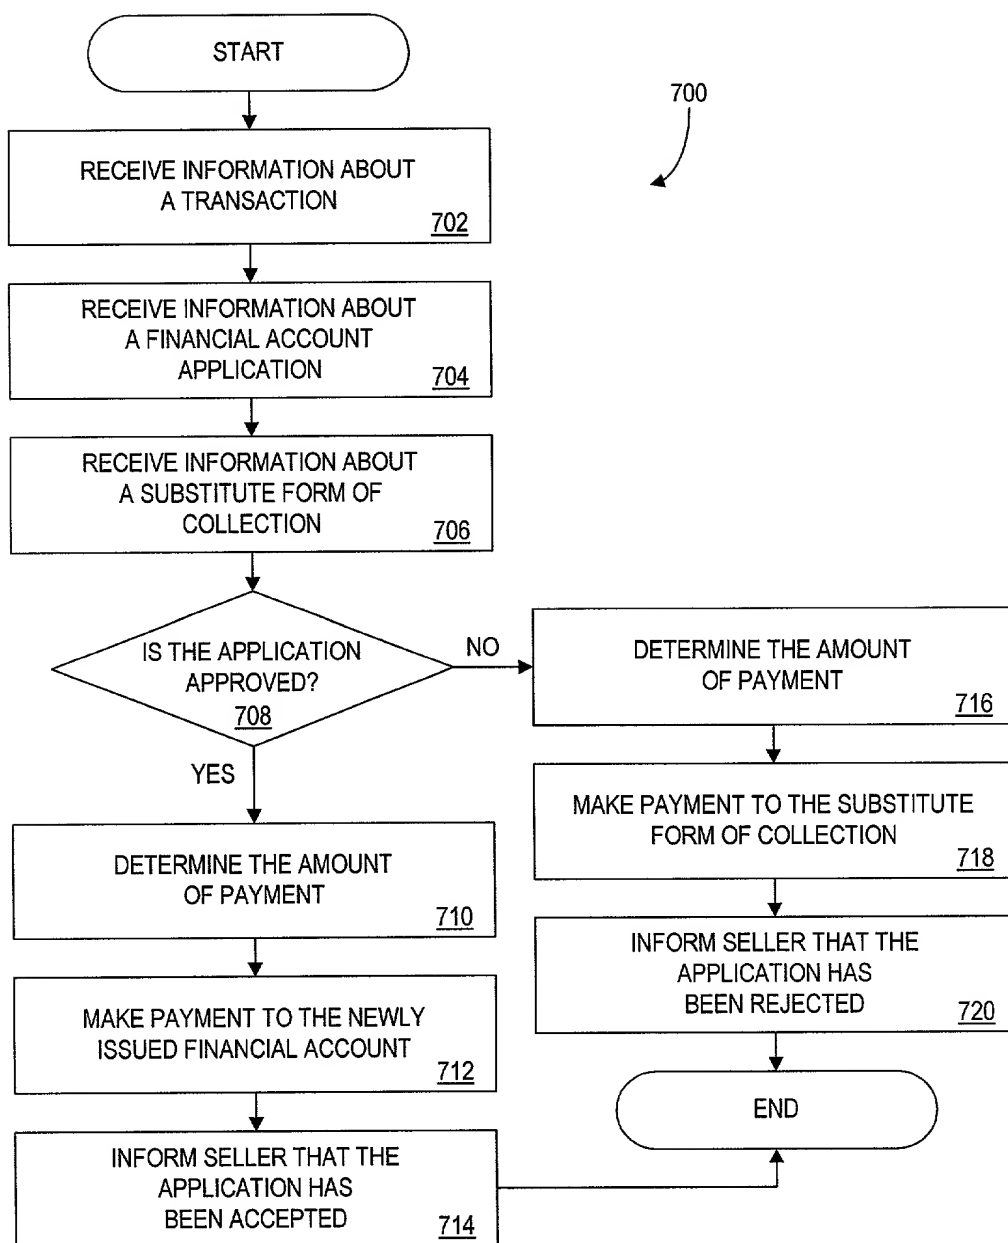 START
700
RECEIVE INFORMATION ABOUT
A TRANSACTION
702
RECEIVE INFORMATION ABOUT
A FINANCIAL ACCOUNT
APPLICATION
704
RECEIVE INFORMATION ABOUT
A SUBSTITUTE FORM OF
COLLECTION
706
IS THE APPLICATION
APPROVED?
708
NO
YES
DETERMINE THE AMOUNT
OF PAYMENT
716
MAKE PAYMENT TO THE SUBSTITUTE
FORM OF COLLECTION
718
INFORM SELLER THAT THE
APPLICATION HAS
BEEN REJECTED
720
DETERMINE THE AMOUNT
OF PAYMENT
710
MAKE PAYMENT TO THE NEWLY
ISSUED FINANCIAL ACCOUNT
712
INFORM SELLER THAT THE
APPLICATION HAS
BEEN ACCEPTED
714
END